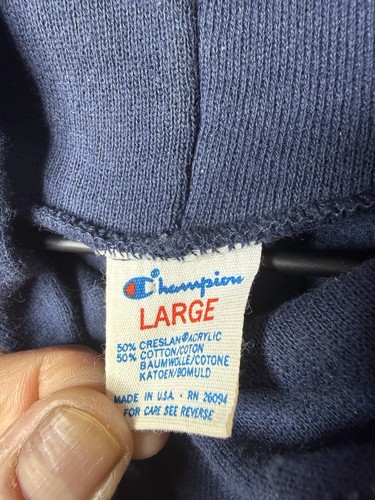 Champion
LARGE
50% CRESLAN® ACRYLIC
50% COTTON/COTON
BAUMWOLLE/COTONE
KATOEN/BOMULD
MADE IN U.S.A. • RN 26094
FOR CARE SEE REVERSE